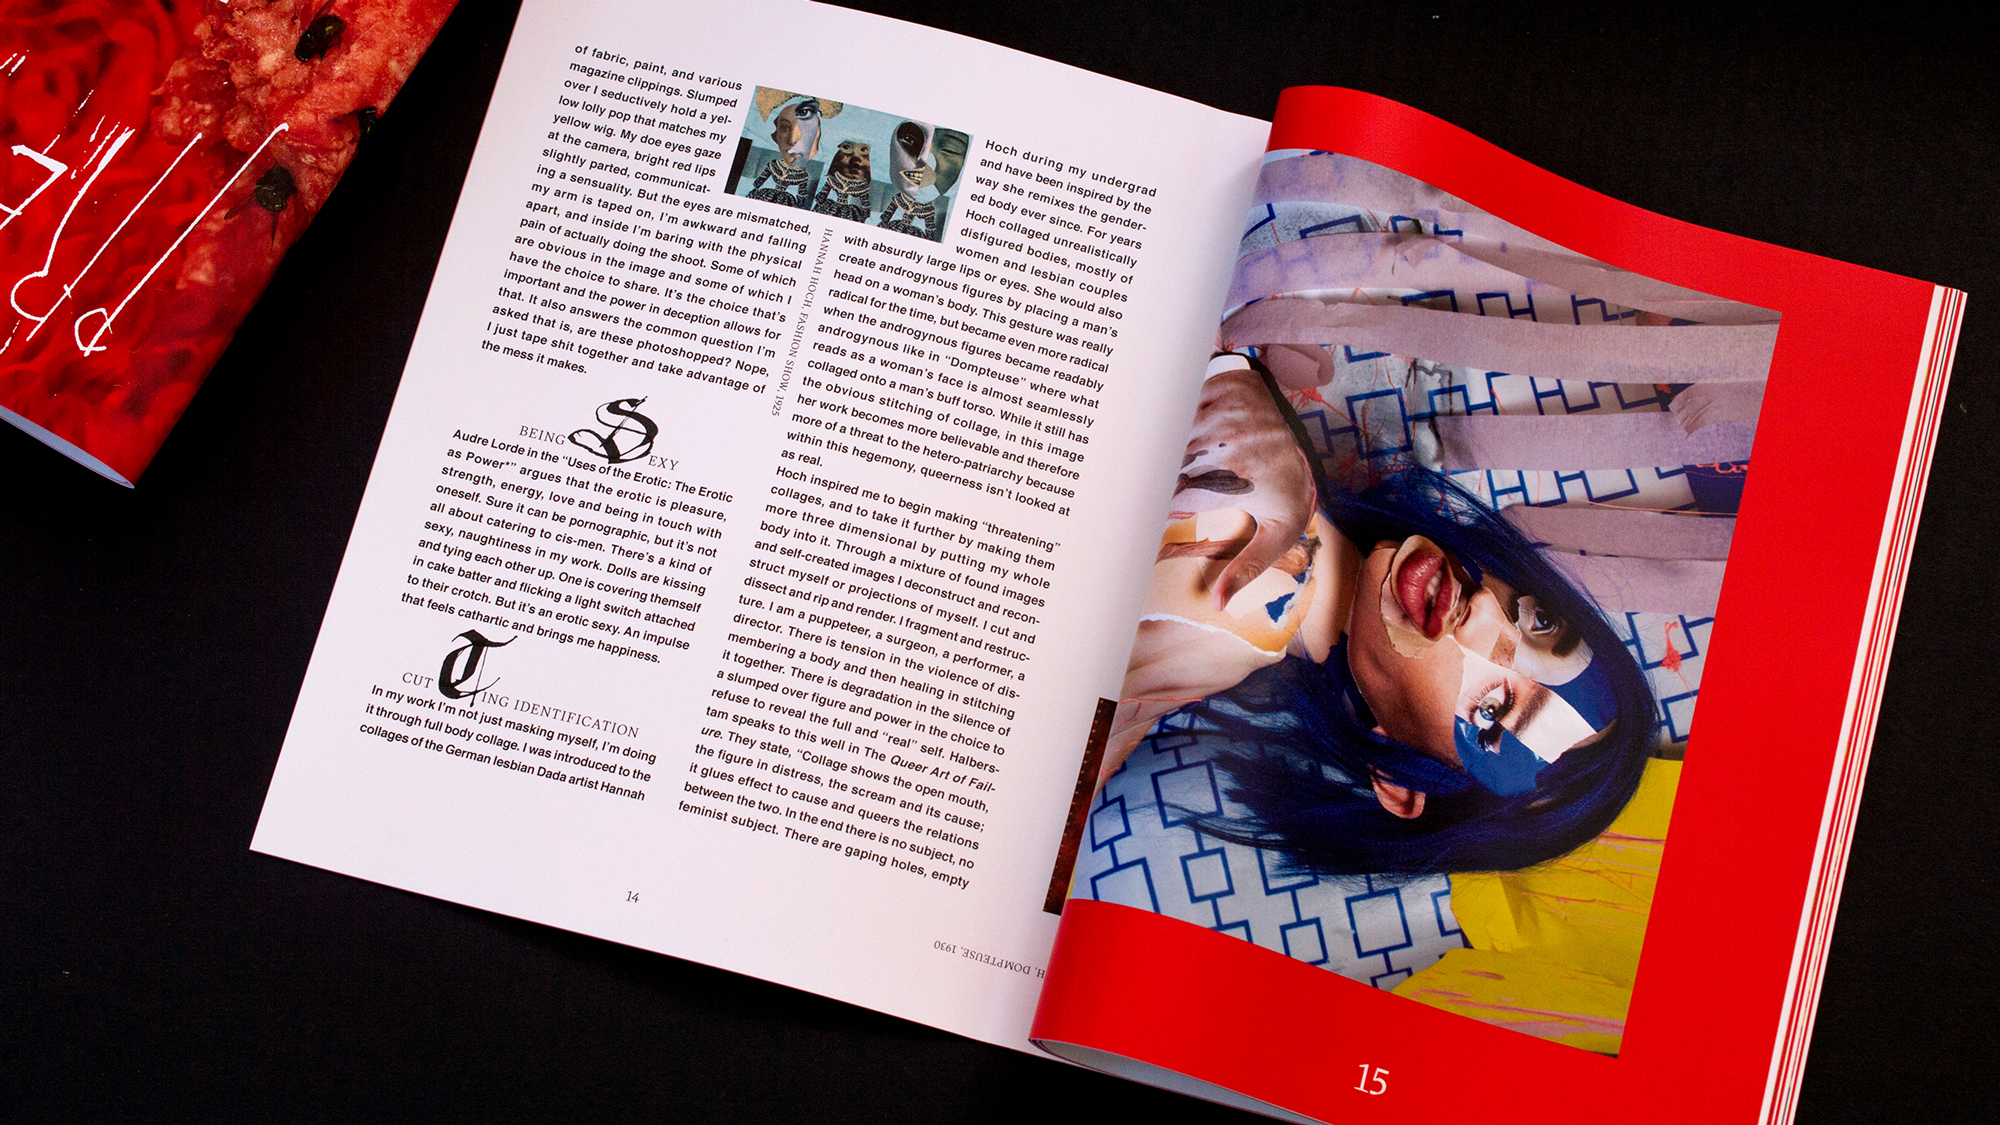 of fabric, paint, and various
magazine clippings. Slumped
over I seductively hold a yel-
low lolly pop that matches my
yellow wig. My doe eyes gaze
at the camera, bright red lips
slightly parted, communicat-
ing a sensuality. But the eyes are mismatched,
my arm is taped on, I'm awkward and falling
apart, and inside I'm baring with the physical
pain of actually doing the shoot. Some of which
are obvious in the image and some of which I
have the choice to share. It's the choice that's
important and the power in deception allows for
that. It also answers the common question I'm
asked that is, are these photoshopped? Nope,
I just tape shit together and take advantage of
the mess it makes.
BEING SEXY
Audre Lorde in the "Uses of the Erotic: The Erotic
as Power*" argues that the erotic is pleasure,
strength, energy, love and being in touch with
oneself. Sure it can be pornographic, but it's not
all about catering to cis-men. There's a kind of
sexy, naughtiness in my work. Dolls are kissing
and tying each other up. One is covering themself
in cake batter and flicking a light switch attached
to their crotch. But it's an erotic sexy. An impulse
that feels cathartic and brings me happiness.
CUTTING IDENTIFICATION
In my work I'm not just masking myself, I'm doing
it through full body collage. I was introduced to the
collages of the German lesbian Dada artist Hannah
HANNAH HOCH, FASHION SHOW, 1925
Hoch during my undergrad
and have been inspired by the
way she remixes the gender-
ed body ever since. For years
Hoch collaged unrealistically
disfigured bodies, mostly of
women and lesbian couples
with absurdly large lips or eyes. She would also
create androgynous figures by placing a man's
head on a woman's body. This gesture was really
radical for the time, but became even more radical
when the androgynous figures became readably
androgynous like in "Dompteuse" where what
reads as a woman's face is almost seamlessly
collaged onto a man's buff torso. While it still has
the obvious stitching of collage, in this image
her work becomes more believable and therefore
more of a threat to the hetero-patriarchy because
within this hegemony, queerness isn't looked at
as real.
Hoch inspired me to begin making "threatening"
collages, and to take it further by making them
more three dimensional by putting my whole
body into it. Through a mixture of found images
and self-created images I deconstruct and recon-
struct myself or projections of myself. I cut and
dissect and rip and render. I fragment and restruc-
ture. I am a puppeteer, a surgeon, a performer, a
director. There is tension in the violence of dis-
membering a body and then healing in stitching
it together. There is degradation in the silence of
a slumped over figure and power in the choice to
refuse to reveal the full and "real" self. Halbers-
tam speaks to this well in The Queer Art of Fail-
ure. They state, "Collage shows the open mouth,
the figure in distress, the scream and its cause;
it glues effect to cause and queers the relations
between the two. In the end there is no subject, no
feminist subject. There are gaping holes, empty
14
H, DOMPTEUSE, 1930
15